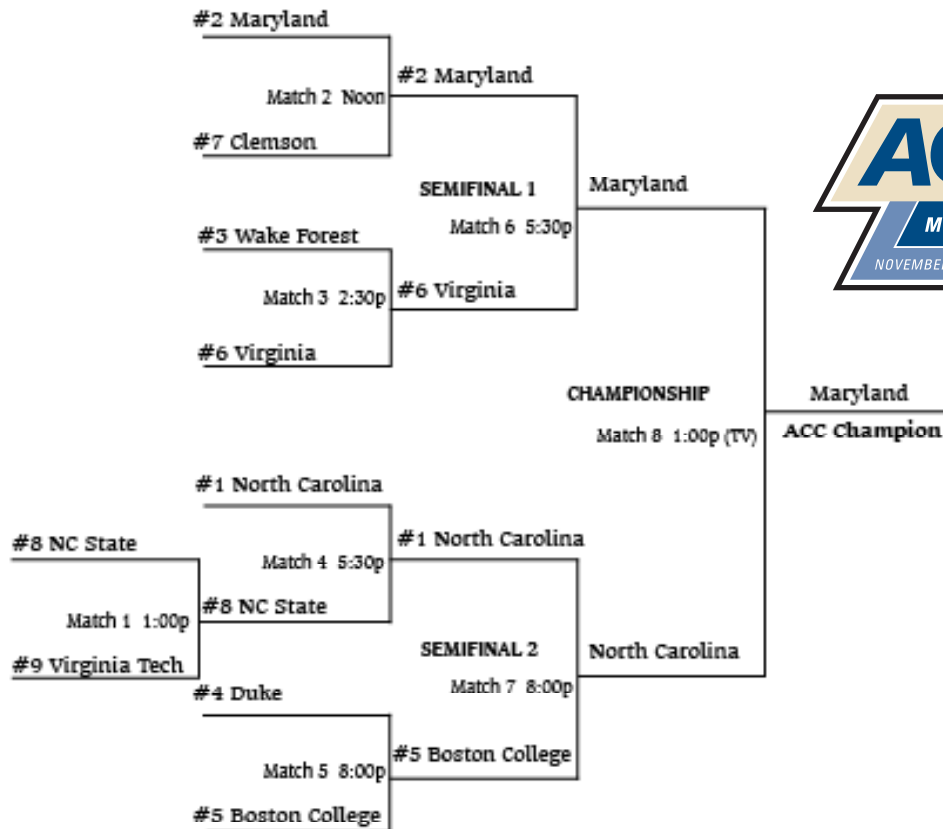 #2 Maryland
#2 Maryland
Match 2 Noon
#7 Clemson
SEMIFINAL 1
Maryland
Match 6 5:30p
#3 Wake Forest
Match 3 2:30p
#6 Virginia
#6 Virginia
CHAMPIONSHIP
Maryland
Match 8 1:00p (TV)
ACC Champion
#1 North Carolina
#8 NC State
#1 North Carolina
Match 4 5:30p
#8 NC State
Match 1 1:00p
#9 Virginia Tech
SEMIFINAL 2
North Carolina
Match 7 8:00p
#4 Duke
#5 Boston College
Match 5 8:00p
#5 Boston College
NOVEMBER